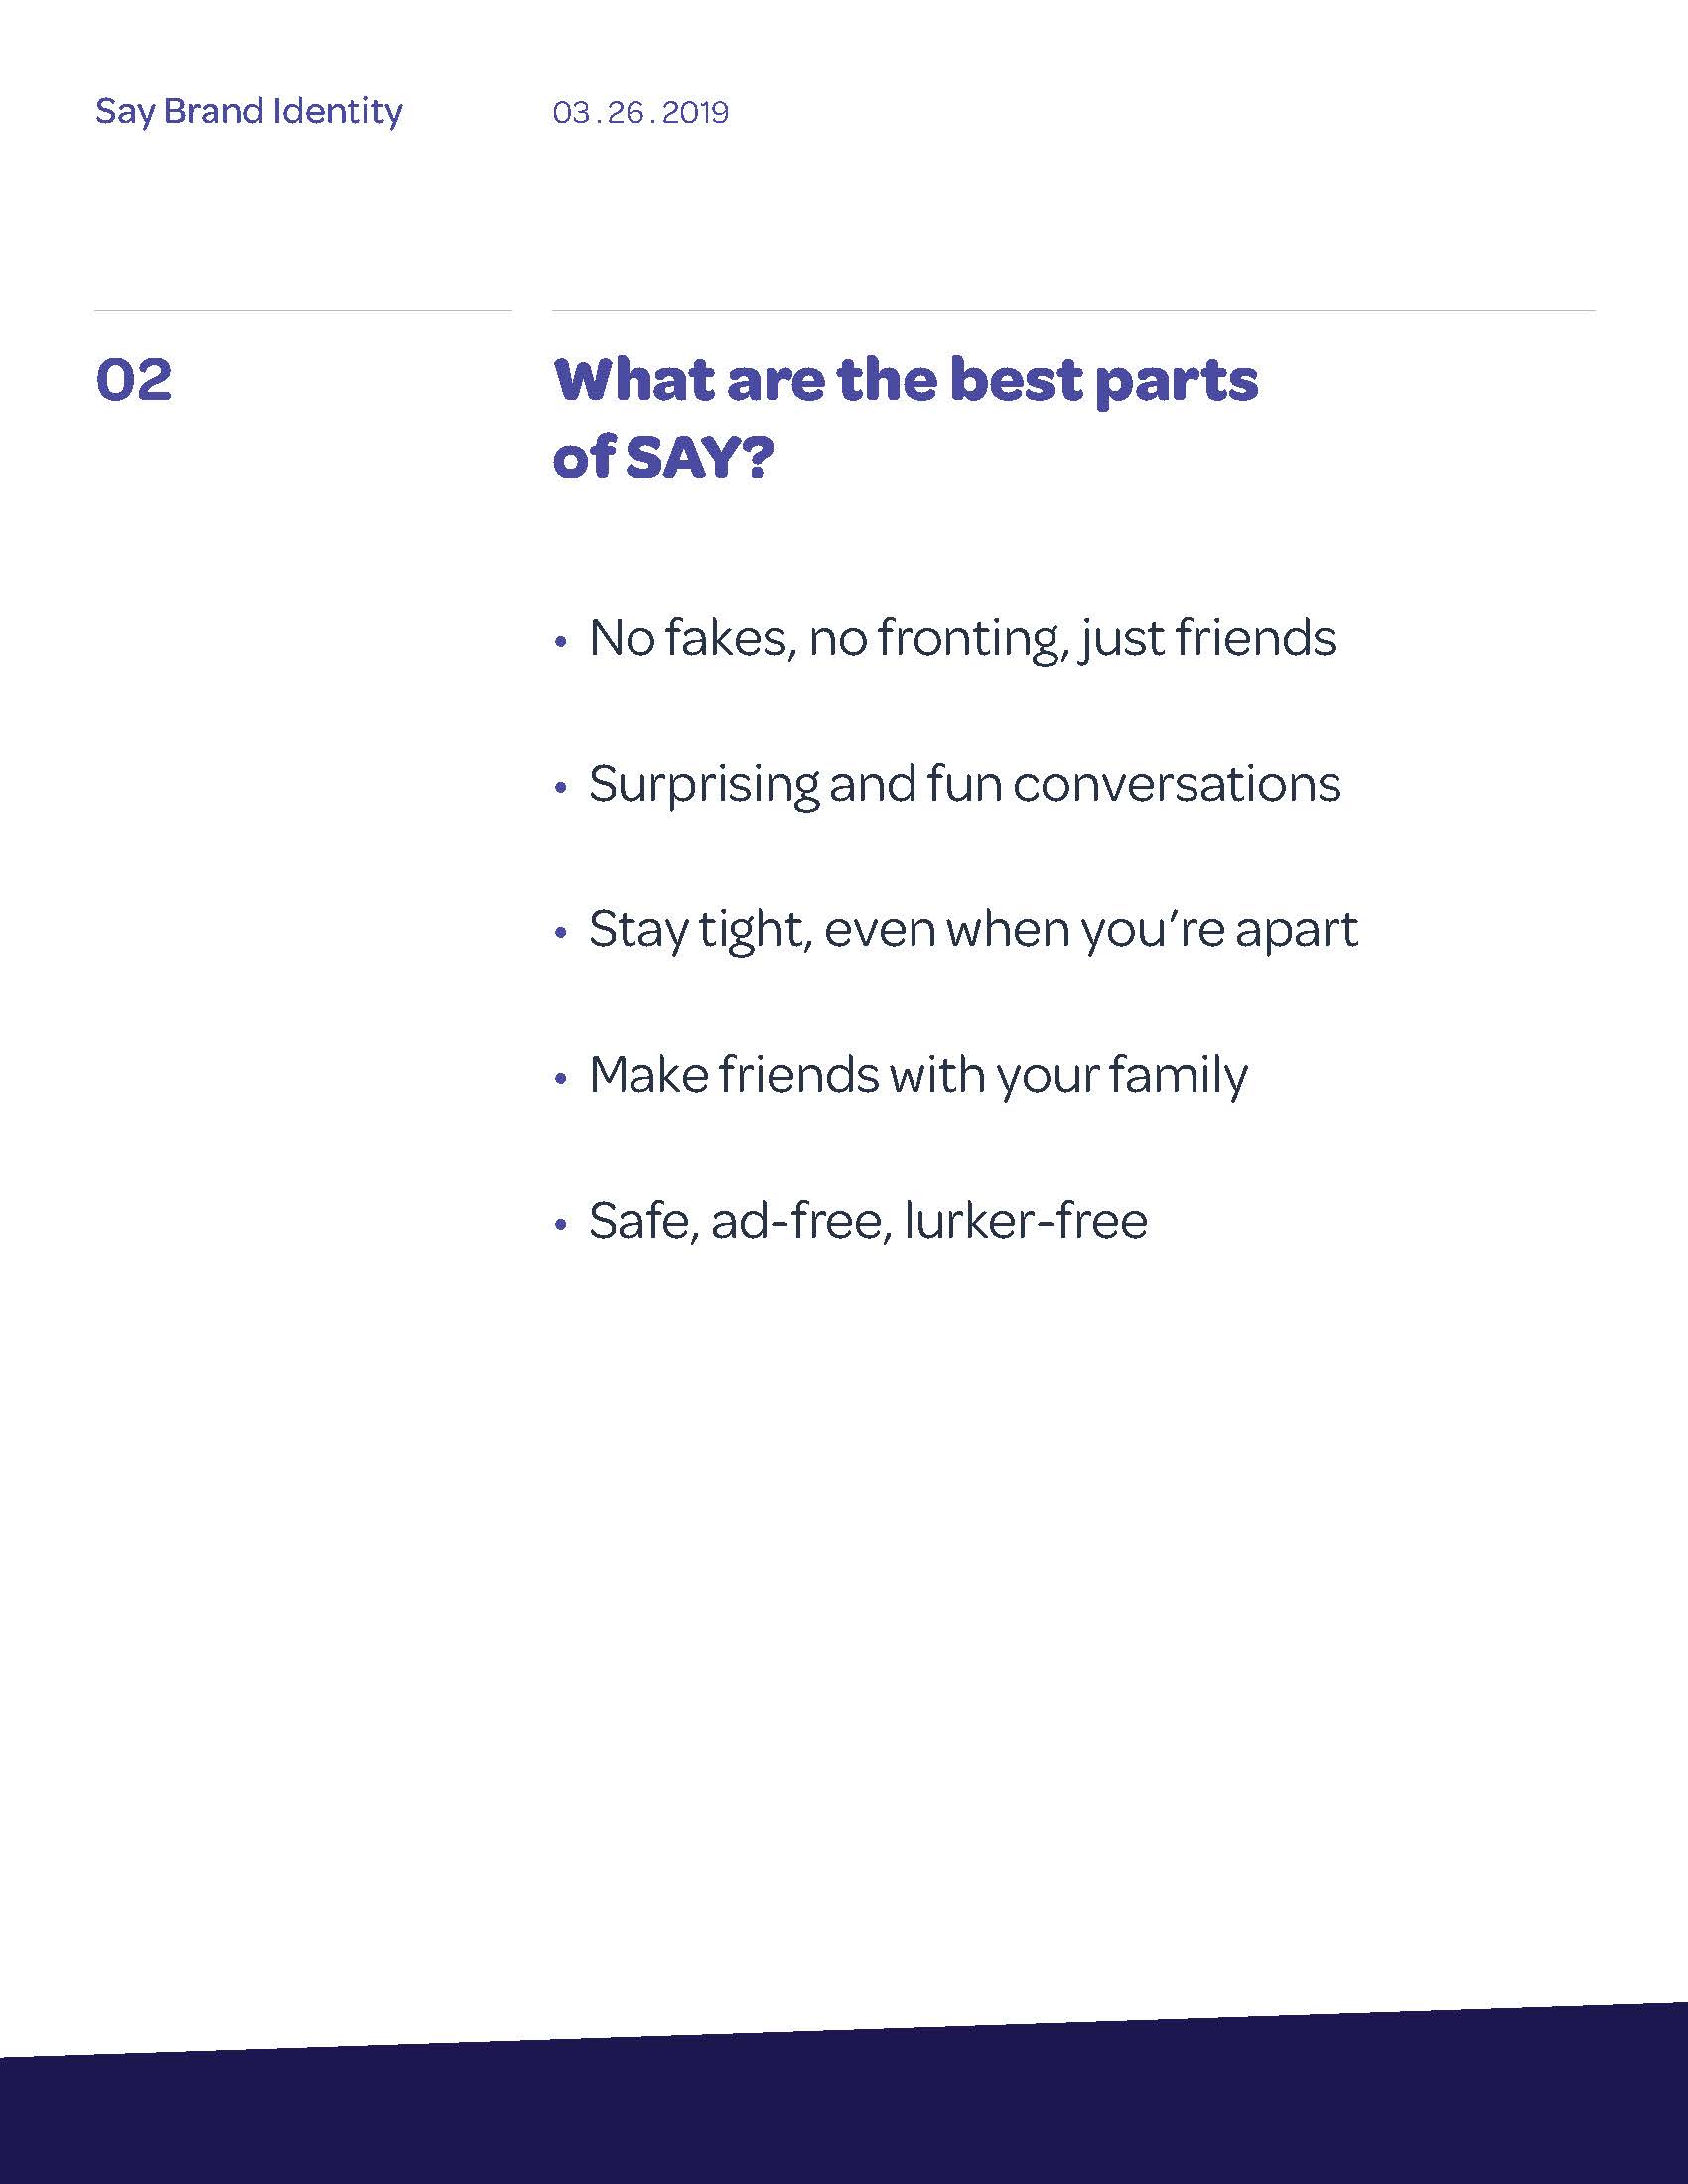 Say Brand Identity
03 . 26 . 2019
02
What are the best parts
of SAY?
• No fakes, no fronting, just friends
• Surprising and fun conversations
• Stay tight, even when you’re apart
• Make friends with your family
• Safe, ad-free, lurker-free